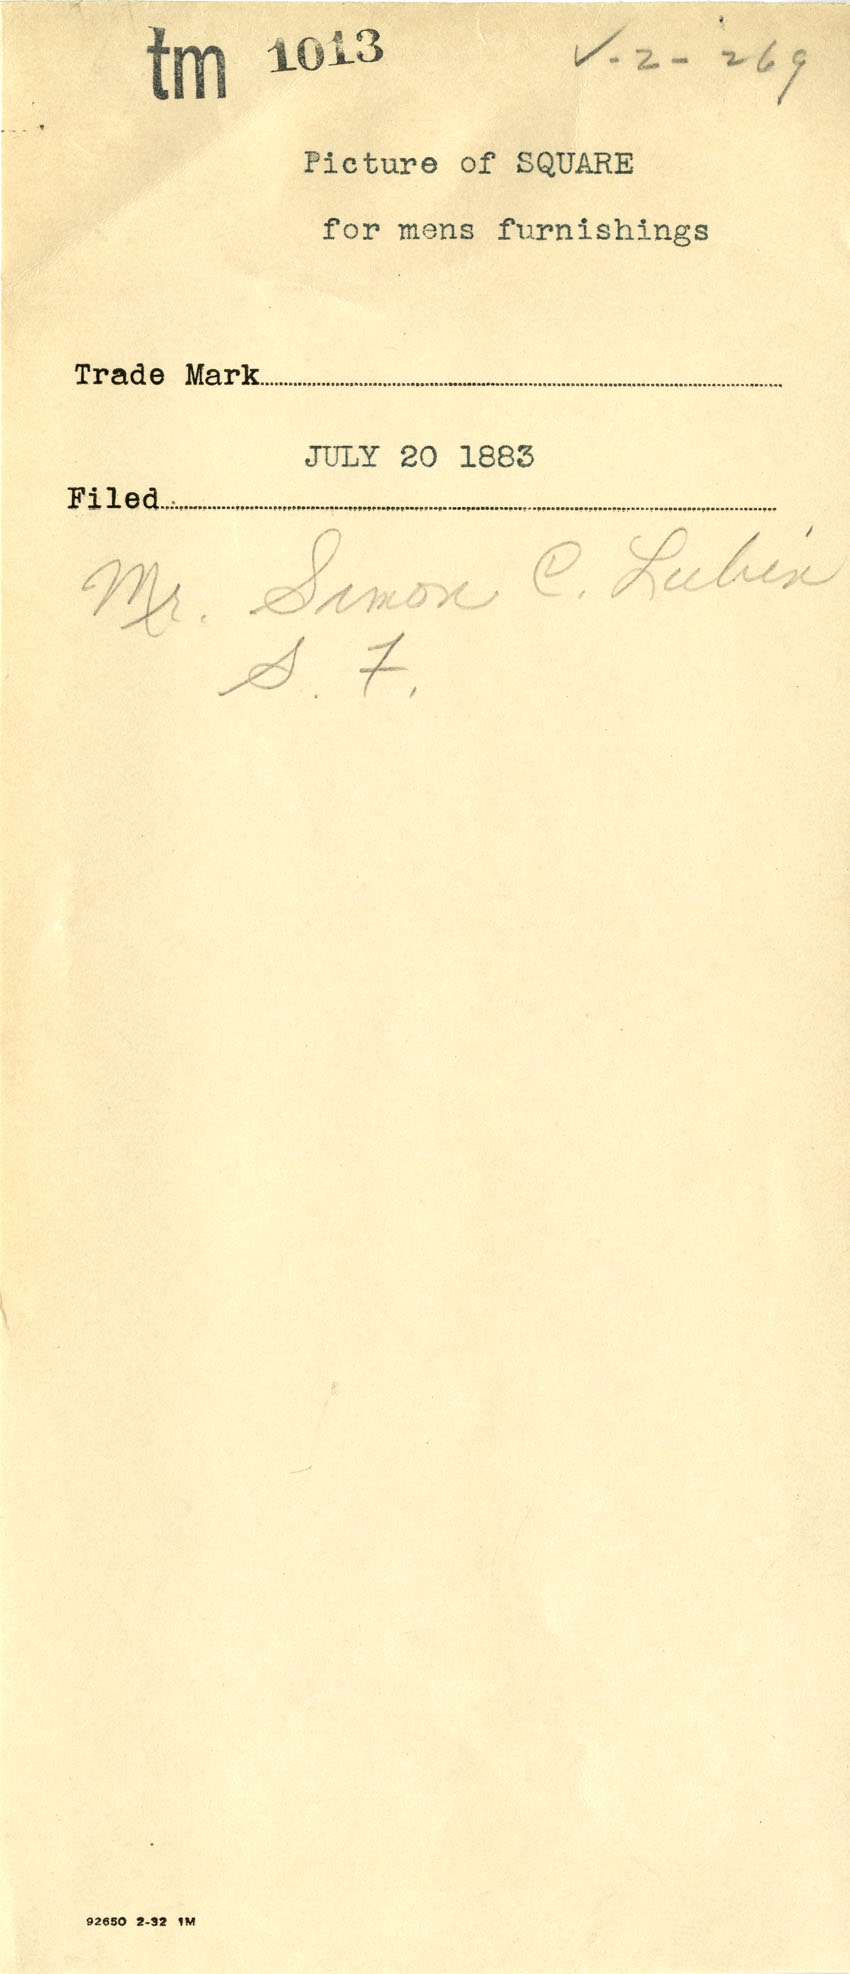 tm 1013 V-2-269
Picture of SQUARE
for mens furnishings
Trade Mark
JULY 20 1883
Filed
Mr. Simon C. Lubin
S. F.
92650 2-32 1M